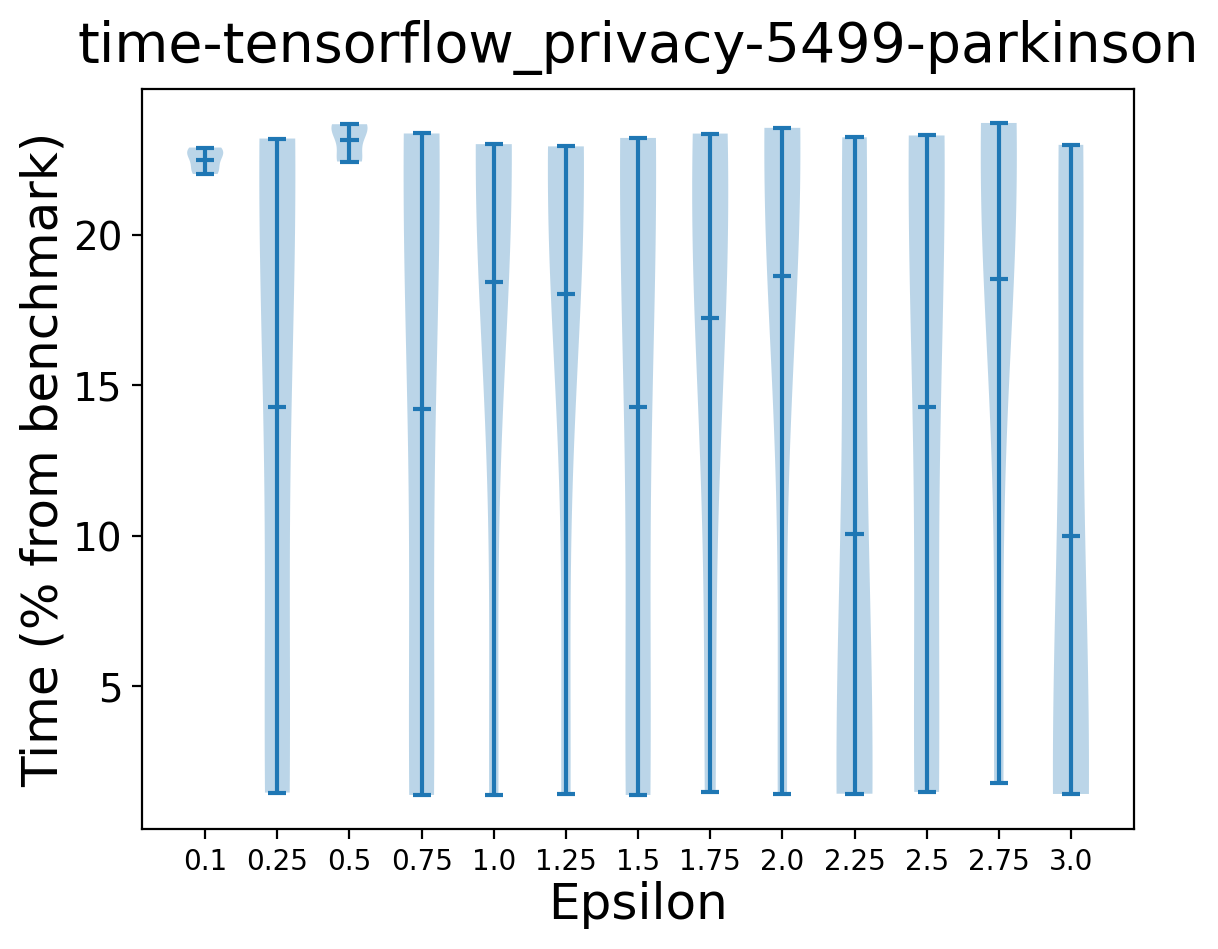 time-tensorflow_privacy-5499-parkinson
Time (% from benchmark)
20
15
10
5
0.1 0.25 0.5 0.75 1.0 1.25 1.5 1.75 2.0 2.25 2.5 2.75 3.0
Epsilon